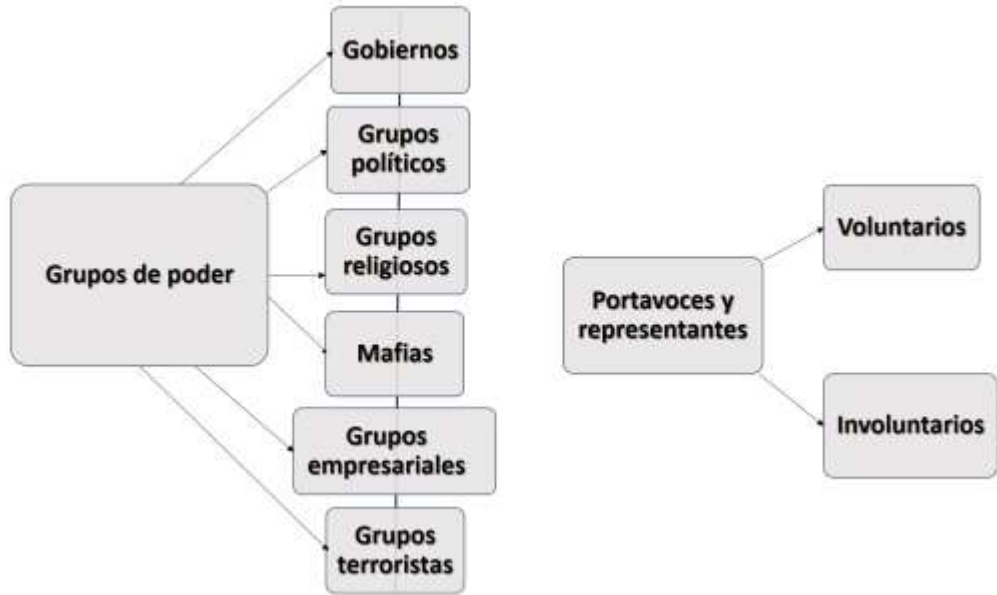 Gobiernos
Grupos
políticos
Grupos
religiosos
Grupos de poder
Mafias
Grupos
empresariales
Grupos
terroristas
Voluntarios
Portavoces y
representantes
Involuntarios